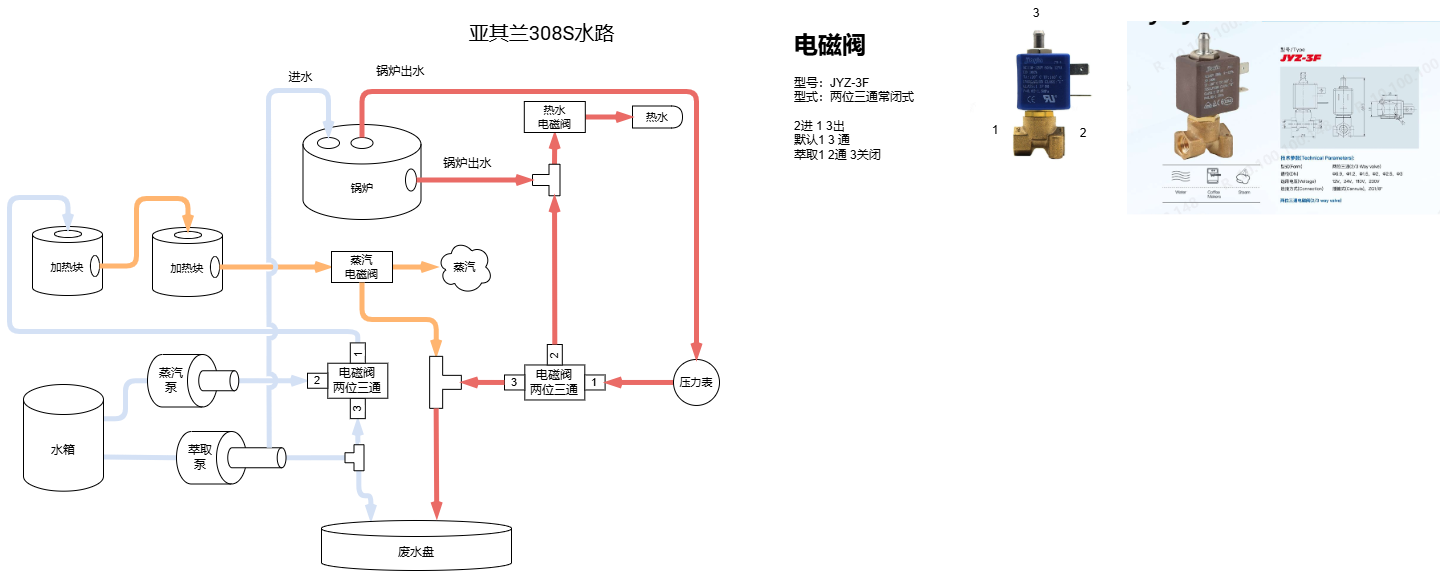 亚其兰308S水路
进水
锅炉出水
热水
电磁阀
热水
锅炉出水
锅炉
加热块
加热块
蒸汽
电磁阀
蒸汽
1
2
电磁阀
两位三通
3
2
3
电磁阀
两位三通
1
压力表
蒸汽
泵
水箱
萃取
泵
废水盘
电磁阀
型号：JYZ-3F
型式：两位三通常闭式
2进 1 3出
默认1 3 通
萃取1 2通 3关闭
3
1
2
型号/Type
JYZ-3F
Water
Coffee
Makers
Steam
技术参数(Technical Parameters):